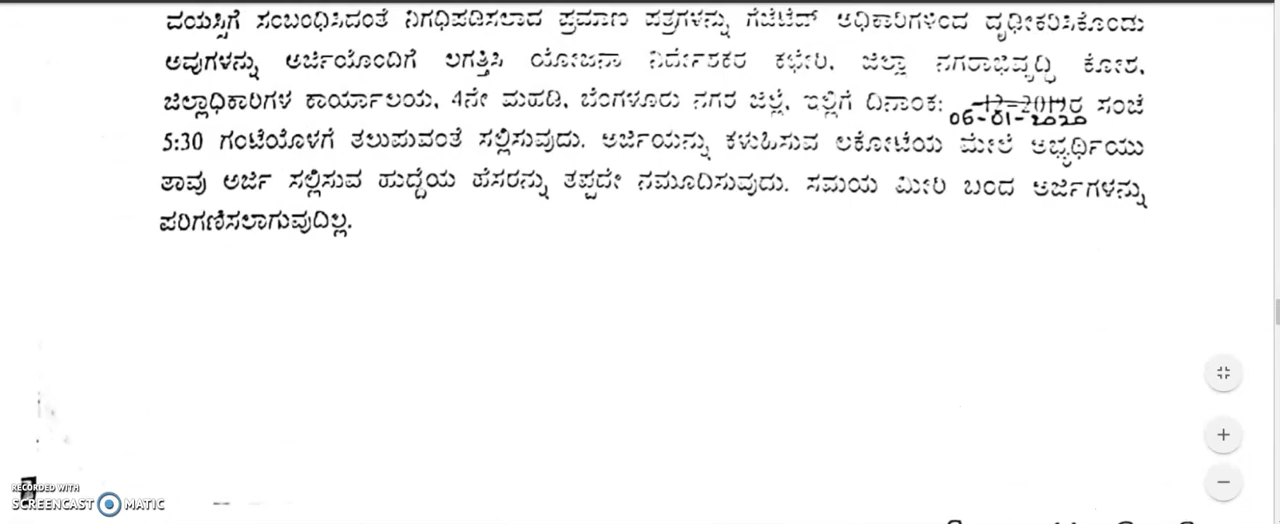 ವಯಸ್ಸಿಗೆ ಸಂಬಂಧಿಸಿದಂತೆ ನಿಗಧಿಪಡಿಸಲಾದ ಪ್ರಮಾಣ ಪತ್ರಗಳನ್ನು ಗೆಜೆಟೆಡ್ ಅಧಿಕಾರಿಗಳಿಂದ ದೃಢೀಕರಿಸಿಕೊಂಡು
ಅವುಗಳನ್ನು ಅರ್ಜಿಯೊಂದಿಗೆ ಲಗತ್ತಿಸಿ ಯೋಜನಾ ನಿರ್ದೇಶಕರ ಕಛೇರಿ, ಜಿಲ್ಲಾ ನಗರಾಭಿವೃದ್ಧಿ ಕೋಶ,
ಜಿಲ್ಲಾಧಿಕಾರಿಗಳ ಕಾರ್ಯಾಲಯ, 4ನೇ ಮಹಡಿ, ಬೆಂಗಳೂರು ನಗರ ಜಿಲ್ಲೆ, ಇಲ್ಲಿಗೆ ದಿನಾಂಕ: -12-2019ರ ಸಂಜೆ
06-01-2020
5:30 ಗಂಟೆಯೊಳಗೆ ತಲುಪುವಂತೆ ಸಲ್ಲಿಸುವುದು. ಅರ್ಜಿಯನ್ನು ಕಳುಹಿಸುವ ಲಕೋಟೆಯ ಮೇಲೆ ಅಭ್ಯರ್ಥಿಯು
ತಾವು ಅರ್ಜಿ ಸಲ್ಲಿಸುವ ಹುದ್ದೆಯ ಹೆಸರನ್ನು ತಪ್ಪದೇ ನಮೂದಿಸುವುದು. ಸಮಯ ಮೀರಿ ಬಂದ ಅರ್ಜಿಗಳನ್ನು
ಪರಿಗಣಿಸಲಾಗುವುದಿಲ್ಲ.
RECORDED WITH
SCREENCAST MATIC